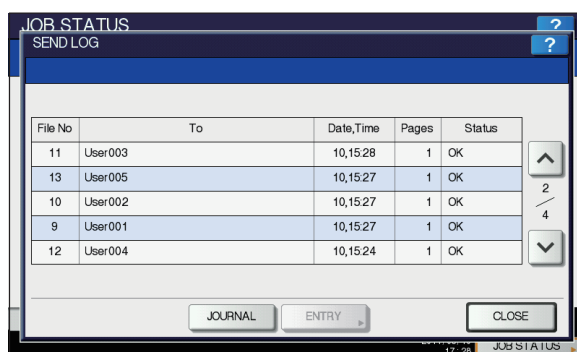 JOB STATUS ?
SEND LOG ?
File No To Date,Time Pages Status
11 User003 10,15:28 1 OK
13 User005 10,15:27 1 OK
10 User002 10,15:27 1 OK
9 User001 10,15:27 1 OK
12 User004 10,15:24 1 OK
2
4
JOURNAL ENTRY CLOSE
17:28 JOB STATUS